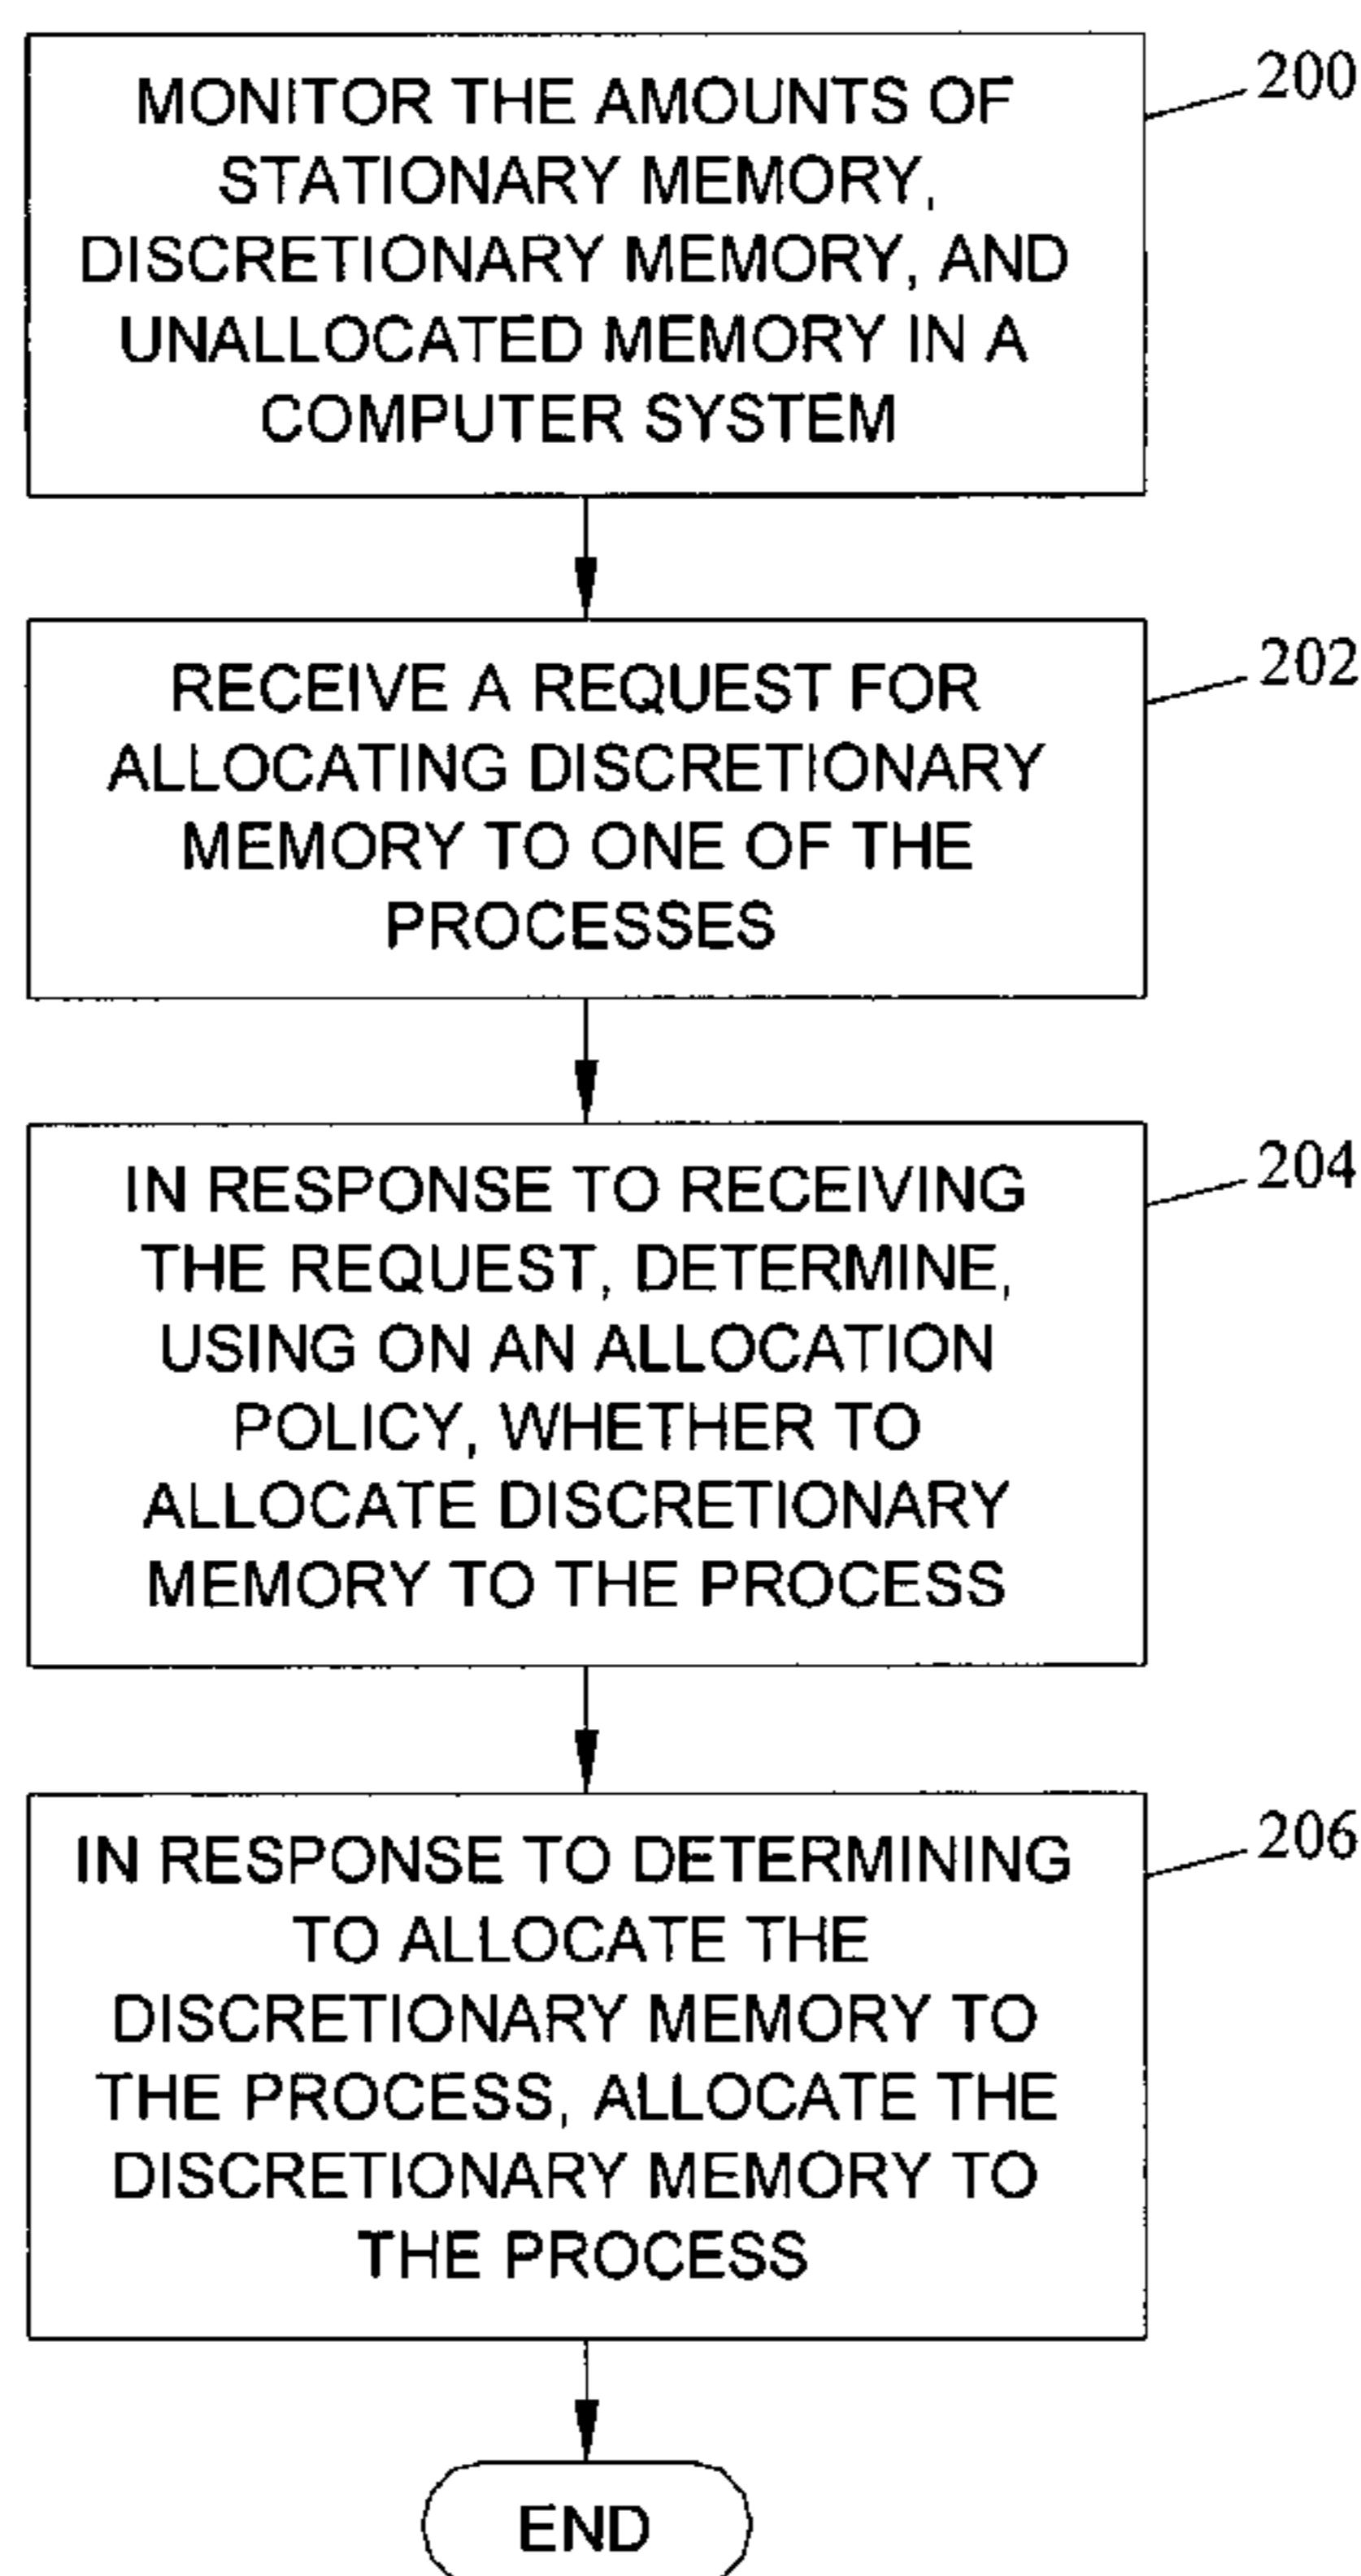 MONITOR THE AMOUNTS OF
STATIONARY MEMORY,
DISCRETIONARY MEMORY, AND
UNALLOCATED MEMORY IN A
COMPUTER SYSTEM
200
RECEIVE A REQUEST FOR
ALLOCATING DISCRETIONARY
MEMORY TO ONE OF THE
PROCESSES
202
IN RESPONSE TO RECEIVING
THE REQUEST, DETERMINE,
USING ON AN ALLOCATION
POLICY, WHETHER TO
ALLOCATE DISCRETIONARY
MEMORY TO THE PROCESS
204
IN RESPONSE TO DETERMINING
TO ALLOCATE THE
DISCRETIONARY MEMORY TO
THE PROCESS, ALLOCATE THE
DISCRETIONARY MEMORY TO
THE PROCESS
206
END